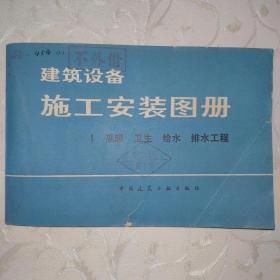 不外借
建筑设备
施工安装图册
1 采暖 卫生 给水 排水工程
中国建筑工业出版社